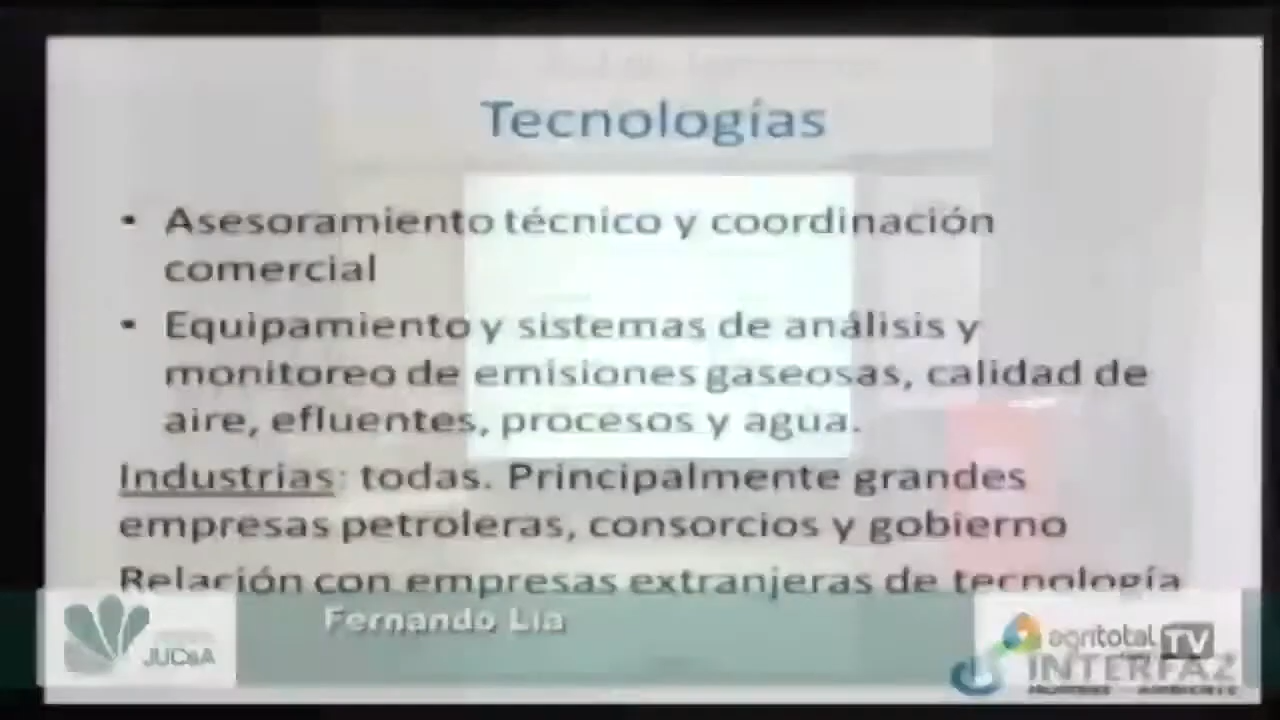 Tecnologías
• Asesoramiento técnico y coordinación
comercial
• Equipamiento y sistemas de análisis y
monitoreo de emisiones gaseosas, calidad de
aire, efluentes, procesos y agua.
Industrias: todas. Principalmente grandes
empresas petroleras, consorcios y gobierno
Relación con empresas extranjeras de tecnología
Fernando Lia
JUC&A
agritotal TV
INTERFAZ